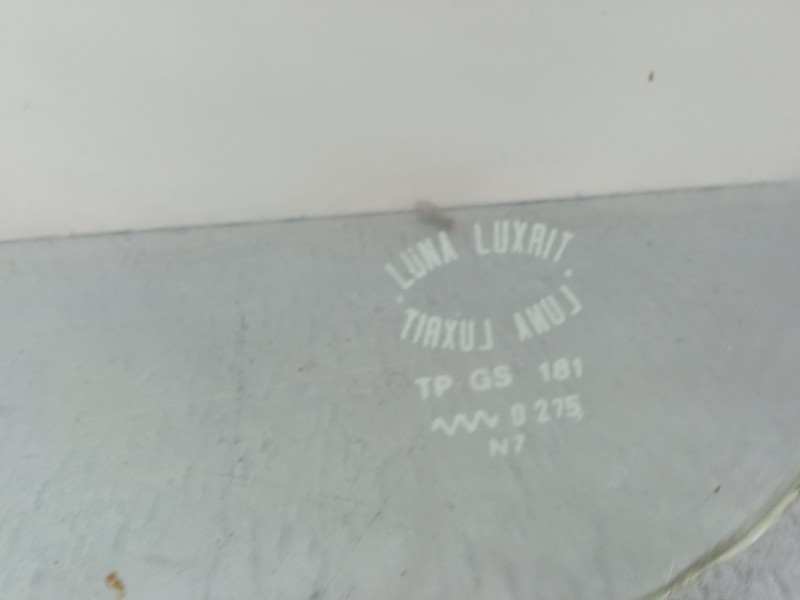 LUNA LUXRIT
LUNA LUXRIT
TP GS 181
D 275
N7